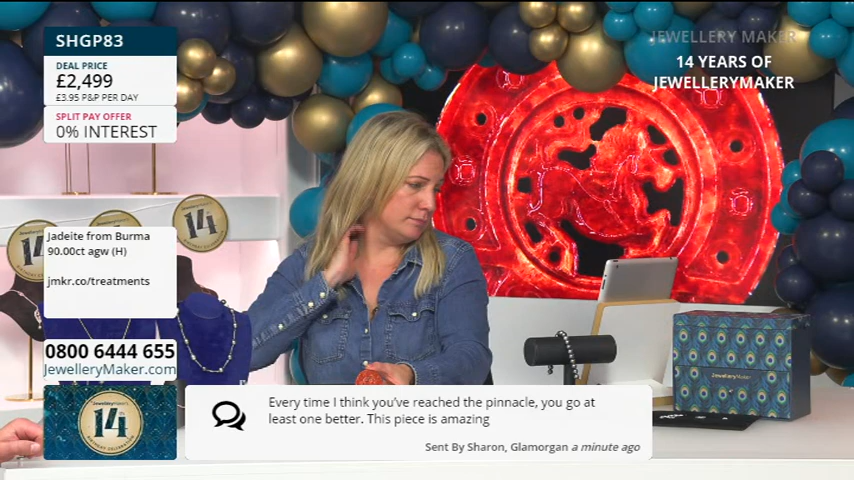 SHGP83
DEAL PRICE
£2,499
£3.95 P&P PER DAY
SPLIT PAY OFFER
0% INTEREST
JEWELLERY MAKER
14 YEARS OF
JEWELLERYMAKER
14
14
Jadeite from Burma
90.00ct agw (H)
jmkr.co/treatments
0800 6444 655
JewelleryMaker.com
JewelleryMaker
14th
Every time I think you've reached the pinnacle, you go at
least one better. This piece is amazing
Sent By Sharon, Glamorgan a minute ago